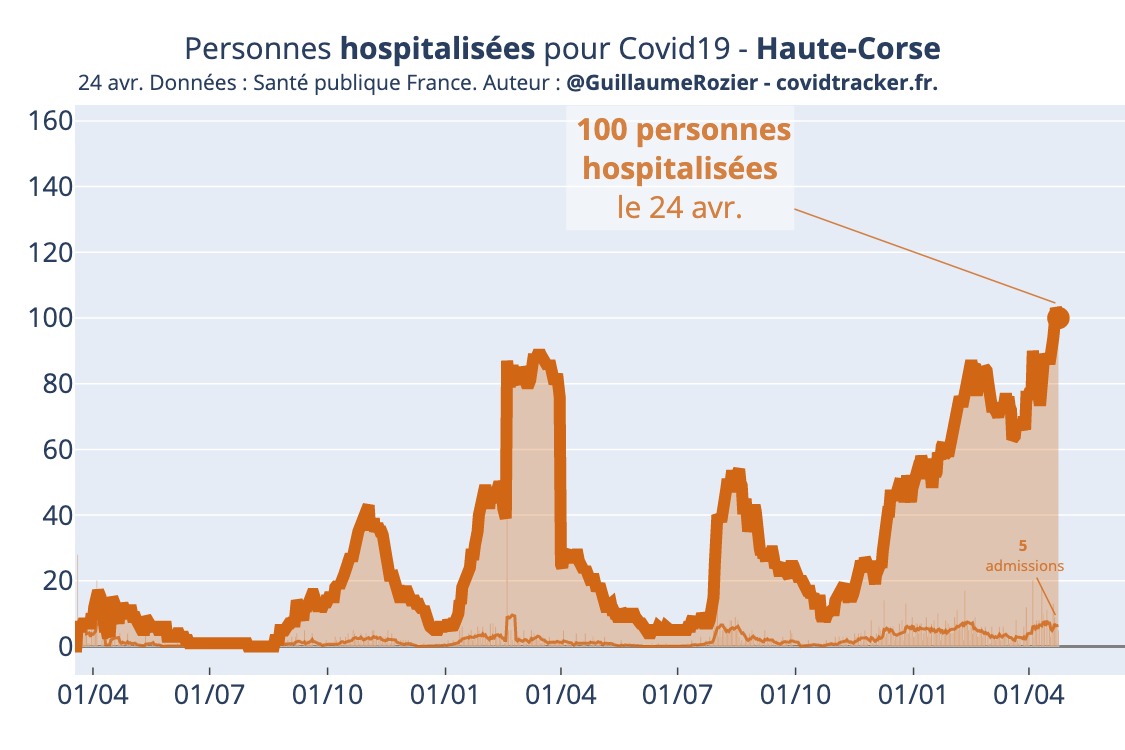 Personnes hospitalisées pour Covid19 - Haute-Corse
24 avr. Données : Santé publique France. Auteur : @GuillaumeRozier - covidtracker.fr.
160
100 personnes
hospitalisées
le 24 avr.
140
120
100
80
60
40
5
admissions
20
0
01/04 01/07 01/10 01/01 01/04 01/07 01/10 01/01 01/04